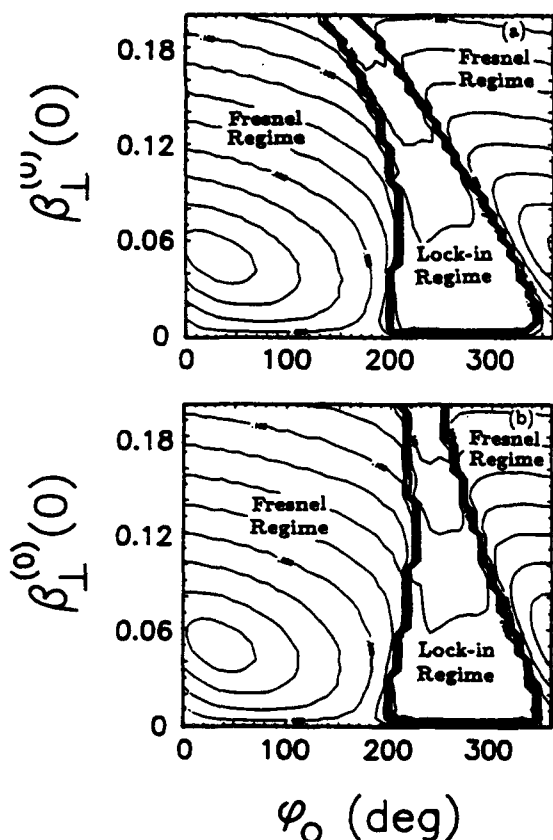 (a)
Fresnel
Regime
Fresnel
Regime
Lock-in
Regime
0.18
0.12
0.06
0
0 100 200 300
(b)
Fresnel
Regime
Fresnel
Regime
Lock-in
Regime
0.18
0.12
0.06
0
0 100 200 300
β⊥(0)(0)
φo (deg)